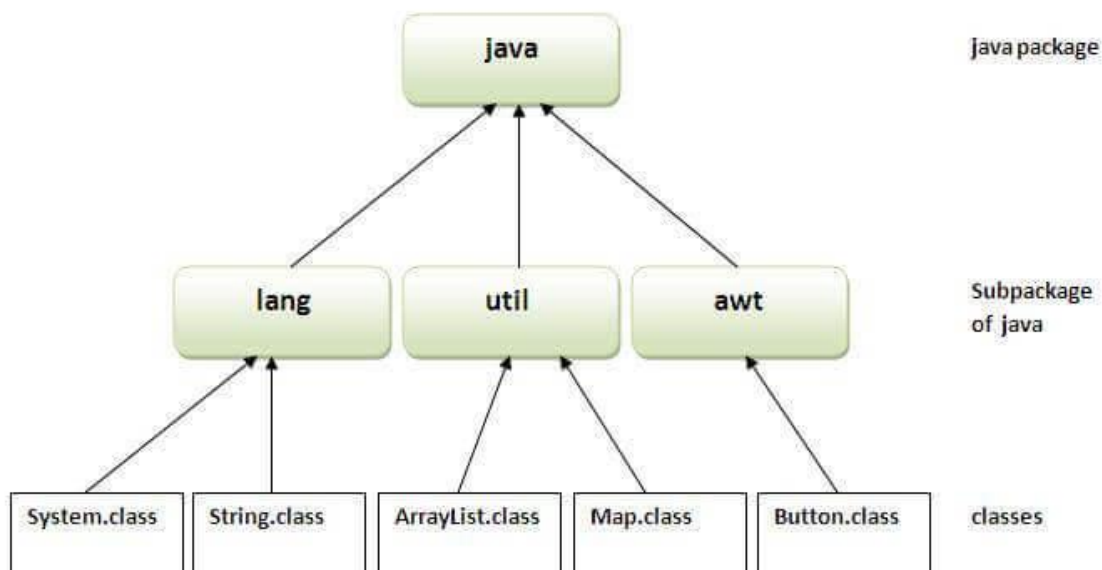 java
java package
lang
util
awt
Subpackage
of java
System.class
String.class
ArrayList.class
Map.class
Button.class
classes